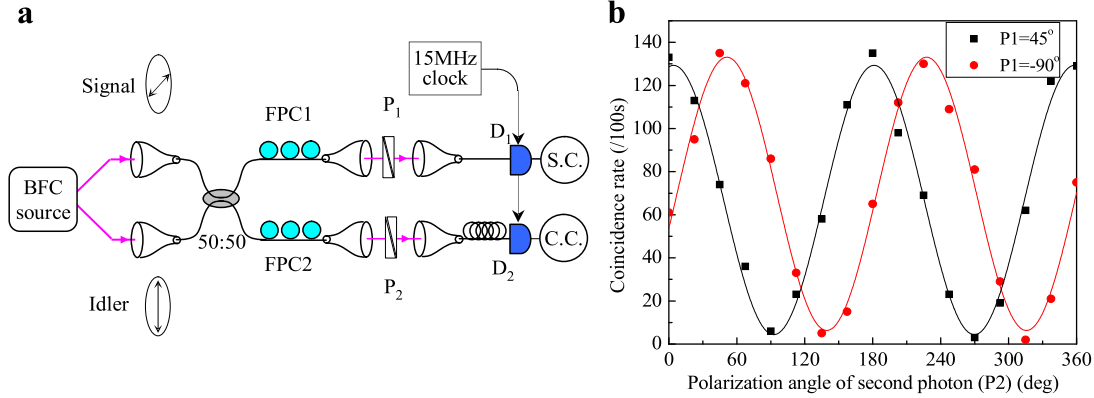 a
Signal
BFC
source
Idler
50:50
FPC1
FPC2
P1
P2
15MHz
clock
D1
D2
S.C.
C.C.
b
P1=45°
P1=-90°
Coincidence rate (/100s)
140
120
100
80
60
40
20
0
0 60 120 180 240 300 360
Polarization angle of second photon (P2) (deg)